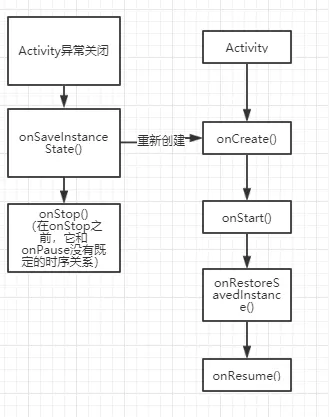 Activity异常关闭
onSaveInstance
State()
onStop()
（在onStop之
前，它和
onPause没有既
定的时序关系）
重新创建
Activity
onCreate()
onStart()
onRestoreS
avedInstanc
e()
onResume()